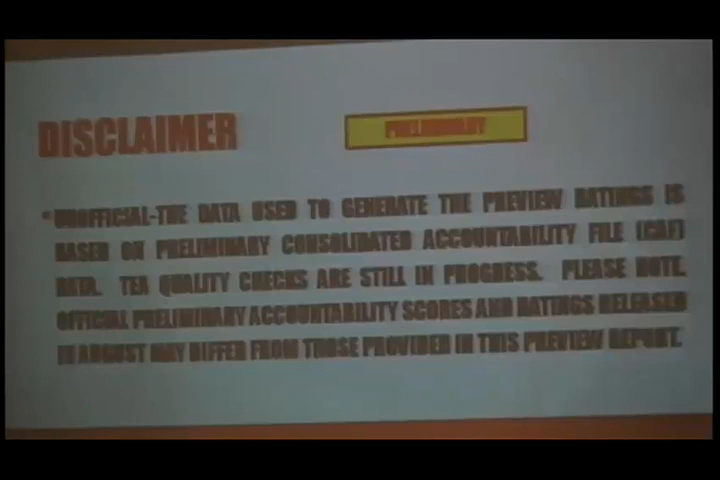 DISCLAIMER
PRELIMINARY
*UNOFFICIAL-THE DATA USED TO GENERATE THE PREVIEW RATINGS IS
BASED ON PRELIMINARY CONSOLIDATED ACCOUNTABILITY FILE (CAF)
DATA. TEA QUALITY CHECKS ARE STILL IN PROGRESS. PLEASE NOTE,
OFFICIAL PRELIMINARY ACCOUNTABILITY SCORES AND RATINGS RELEASED
IN AUGUST MAY DIFFER FROM THOSE PROVIDED IN THIS PREVIEW REPORT.